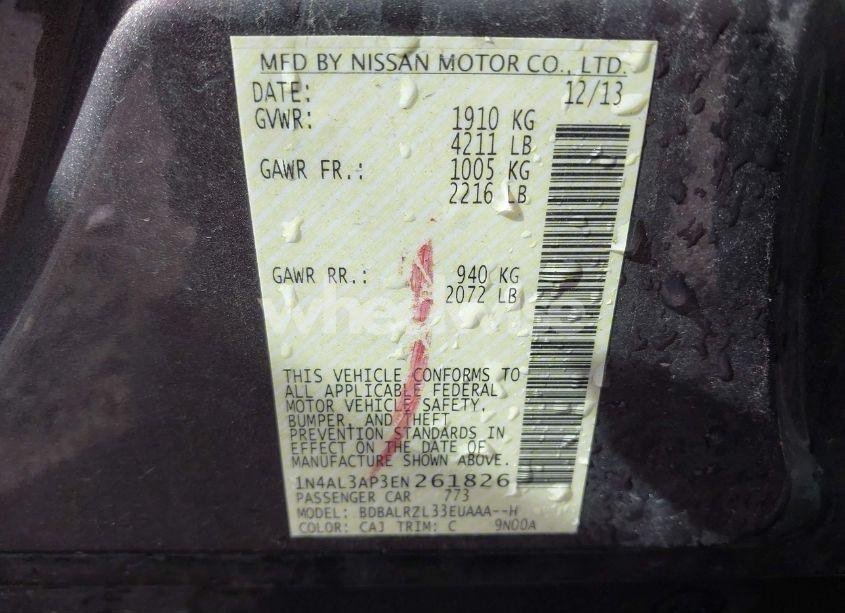 MFD BY NISSAN MOTOR CO., LTD.
DATE: 12/13
GVWR: 1910 KG
4211 LB
GAWR FR.: 1005 KG
2216 LB
GAWR RR.: 940 KG
2072 LB
THIS VEHICLE CONFORMS TO
ALL APPLICABLE FEDERAL
MOTOR VEHICLE SAFETY,
BUMPER, AND THEFT
PREVENTION STANDARDS IN
EFFECT ON THE DATE OF
MANUFACTURE SHOWN ABOVE.
1N4AL3AP3EN261826
PASSENGER CAR 773
MODEL: BDBALRZL33EUAAA--H
COLOR: CAJ TRIM: C 9N00A